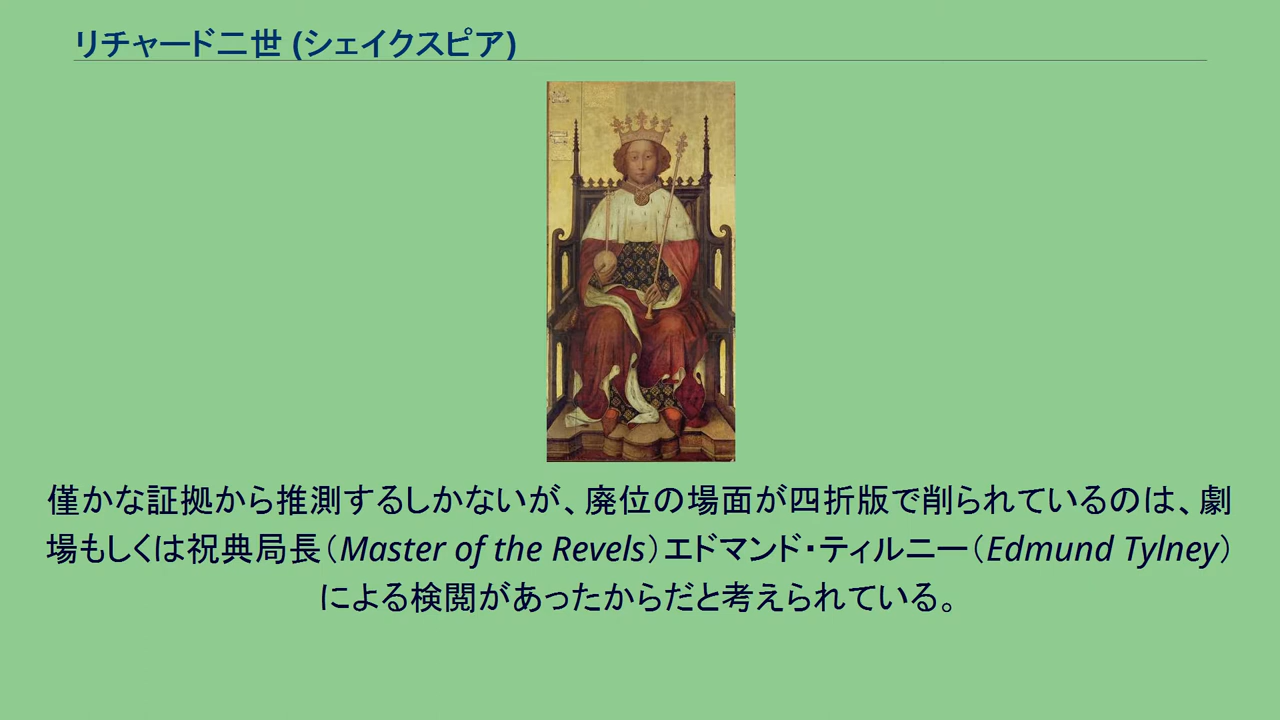 リチャード二世 (シェイクスピア)
僅かな証拠から推測するしかないが、廃位の場面が四折版で削られているのは、劇
場もしくは祝典局長（Master of the Revels）エドマンド・ティルニー（Edmund Tylney）
による検閲があったからだと考えられている。